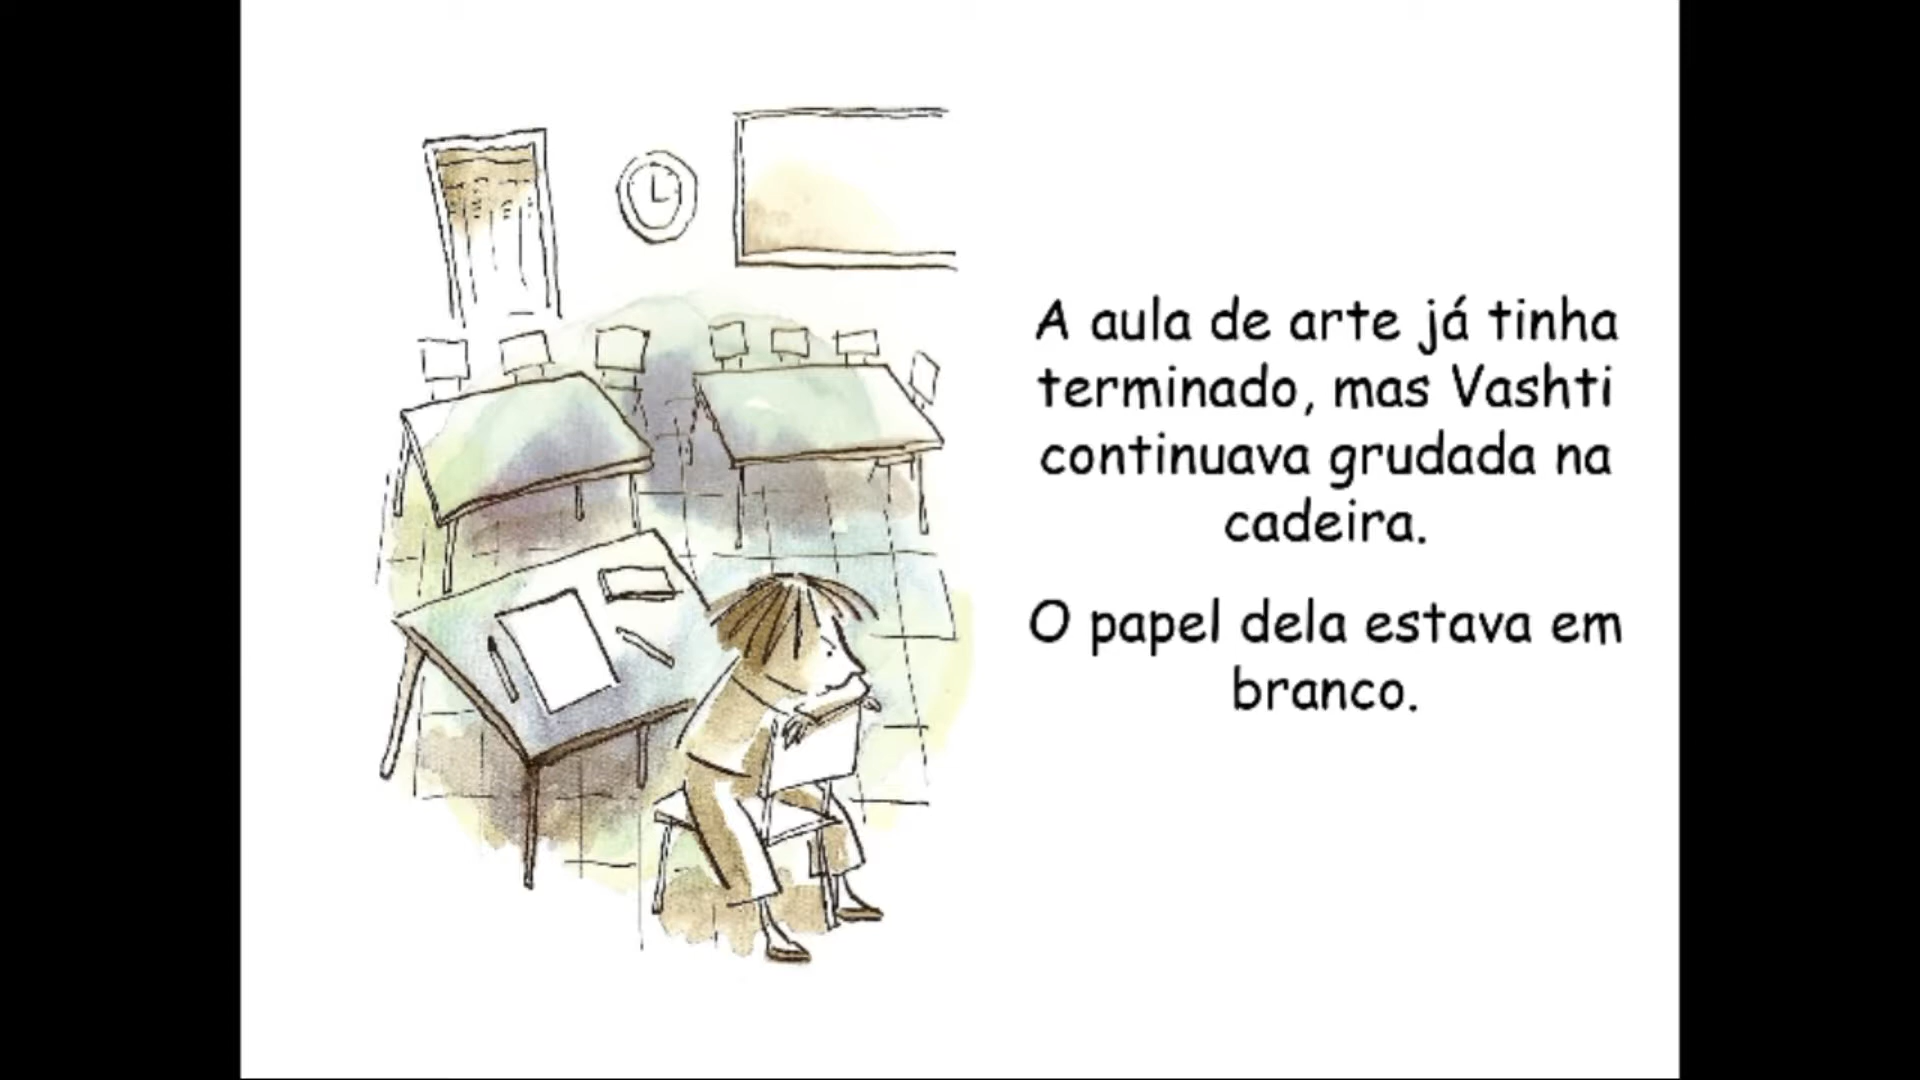 A aula de arte já tinha
terminado, mas Vashti
continuava grudada na
cadeira.
O papel dela estava em
branco.